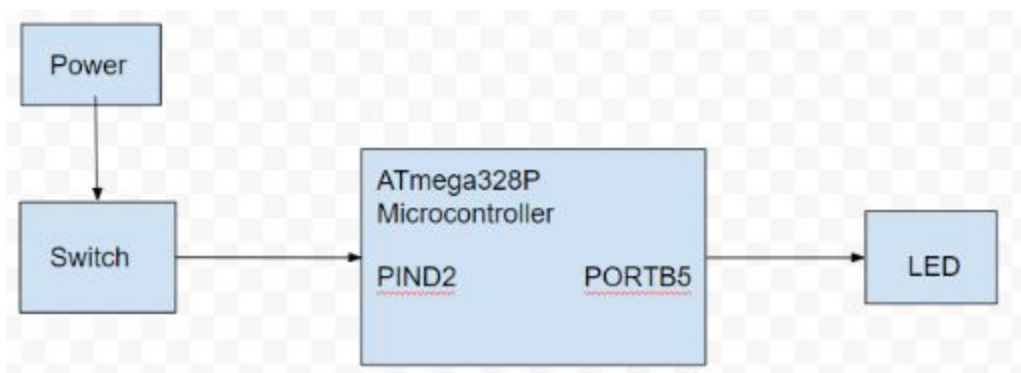 Power
Switch
ATmega328P
Microcontroller
PIND2
PORTB5
LED